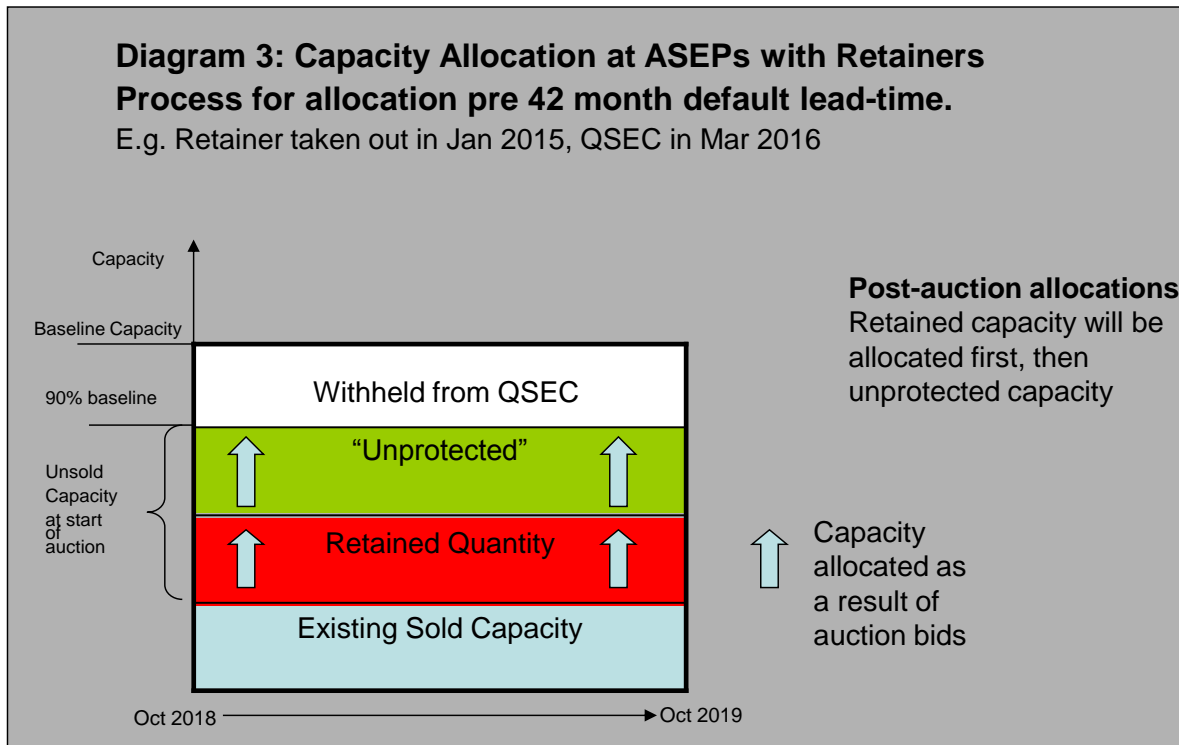 Diagram 3: Capacity Allocation at ASEPs with Retainers
Process for allocation pre 42 month default lead-time.
E.g. Retainer taken out in Jan 2015, QSEC in Mar 2016
Capacity
Baseline Capacity
90% baseline
Unsold
Capacity
at start
of
auction
Withheld from QSEC
“Unprotected”
Retained Quantity
Existing Sold Capacity
Oct 2018
Oct 2019
Post-auction allocations
Retained capacity will be
allocated first, then
unprotected capacity
Capacity
allocated as
a result of
auction bids